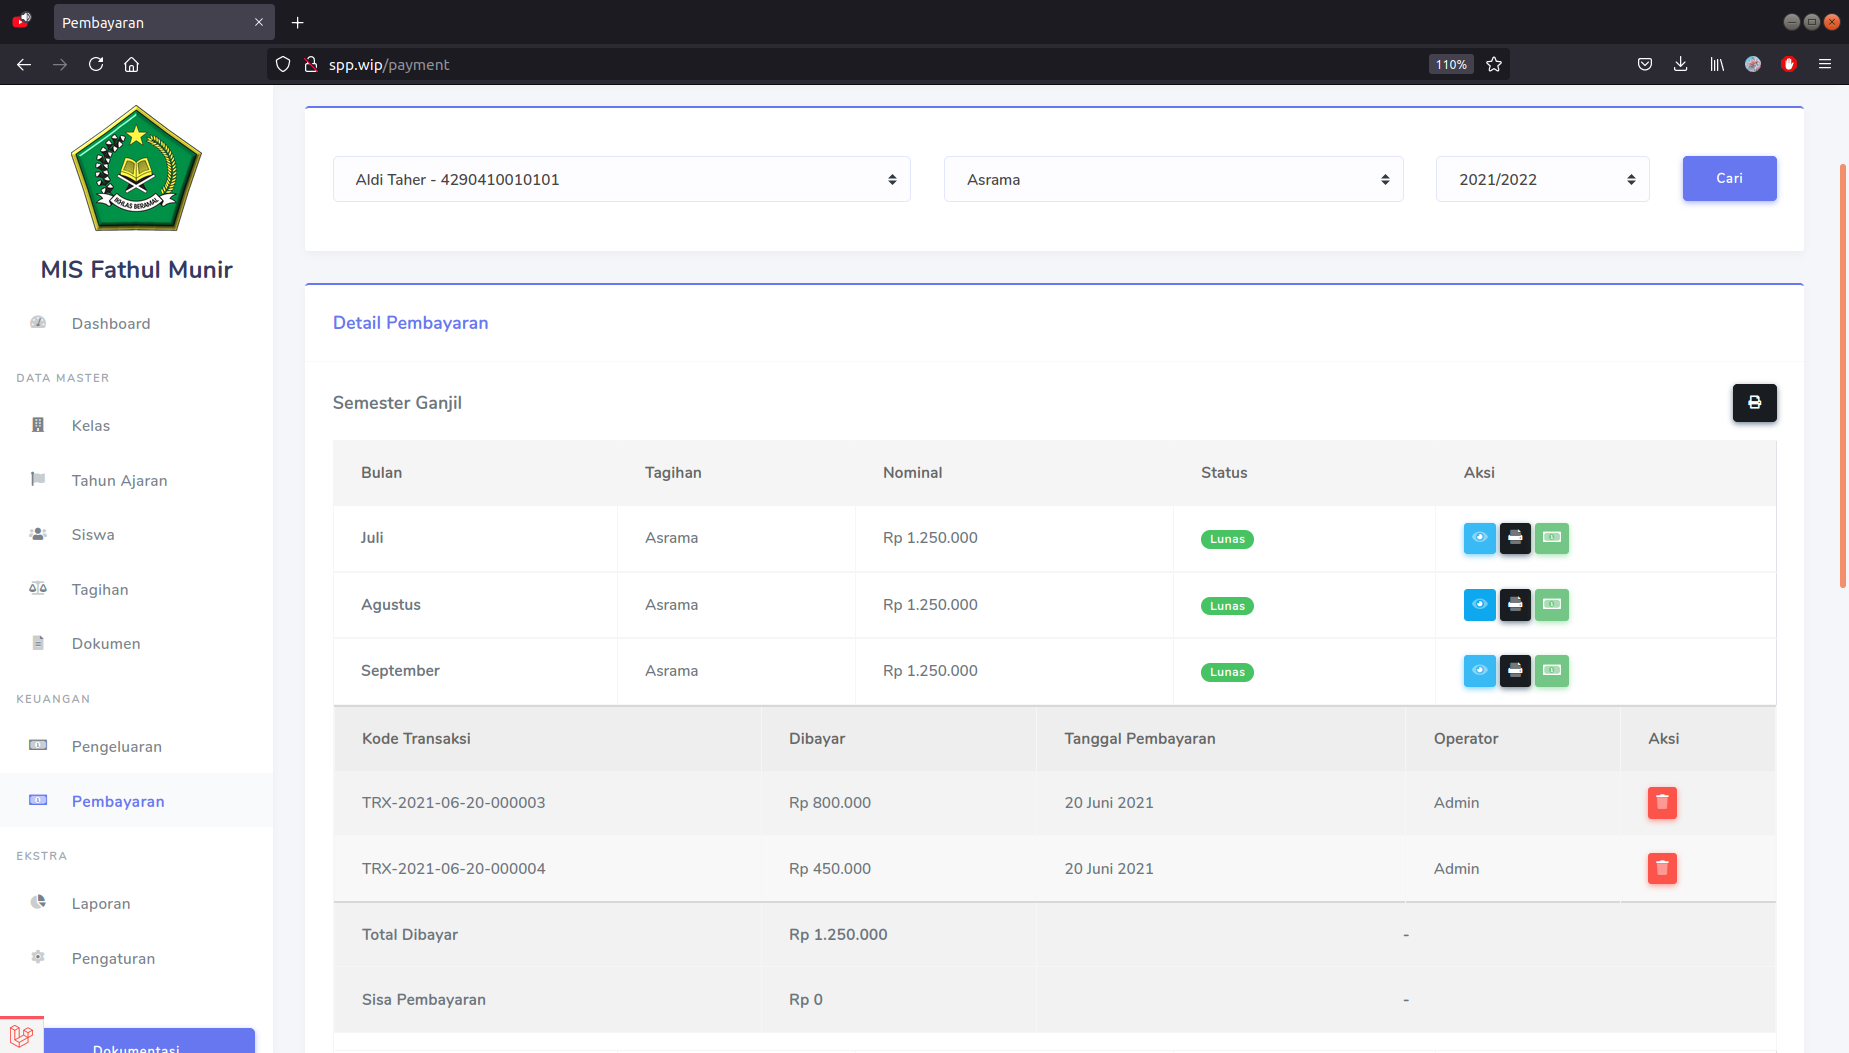 Pembayaran
spp.wip/payment
110%
IKHLAS BERAMAL
MIS Fathul Munir
Dashboard
DATA MASTER
Kelas
Tahun Ajaran
Siswa
Tagihan
Dokumen
KEUANGAN
Pengeluaran
Pembayaran
EKSTRA
Laporan
Pengaturan
Dokumentasi
Aldi Taher - 4290410010101
Asrama
2021/2022
Cari
Detail Pembayaran
Semester Ganjil
Bulan Tagihan Nominal Status Aksi
Juli Asrama Rp 1.250.000 Lunas
Agustus Asrama Rp 1.250.000 Lunas
September Asrama Rp 1.250.000 Lunas
Kode Transaksi Dibayar Tanggal Pembayaran Operator Aksi
TRX-2021-06-20-000003 Rp 800.000 20 Juni 2021 Admin
TRX-2021-06-20-000004 Rp 450.000 20 Juni 2021 Admin
Total Dibayar Rp 1.250.000 -
Sisa Pembayaran Rp 0 -